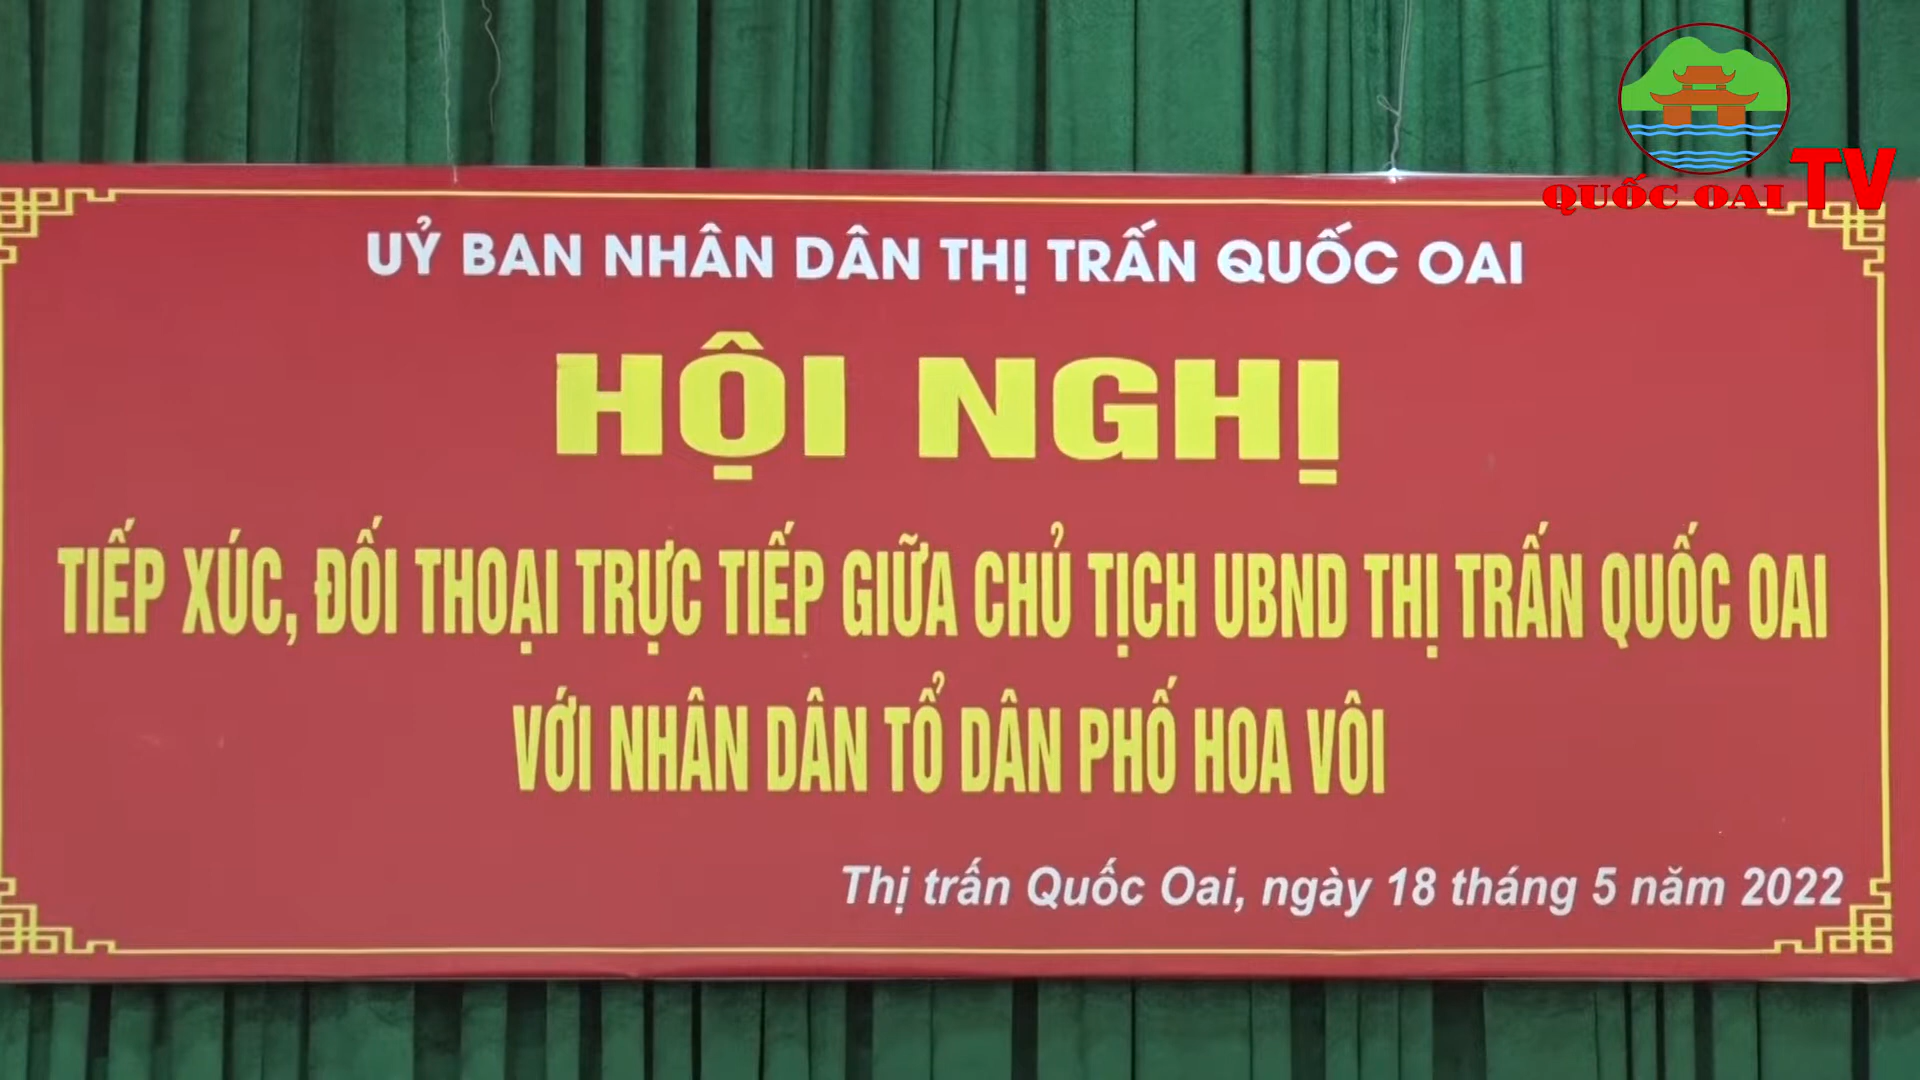 QUỐC OAI TV
UỶ BAN NHÂN DÂN THỊ TRẤN QUỐC OAI
HỘI NGHỊ
TIẾP XÚC, ĐỐI THOẠI TRỰC TIẾP GIỮA CHỦ TỊCH UBND THỊ TRẤN QUỐC OAI
VỚI NHÂN DÂN TỔ DÂN PHỐ HOA VÔI
Thị trấn Quốc Oai, ngày 18 tháng 5 năm 2022